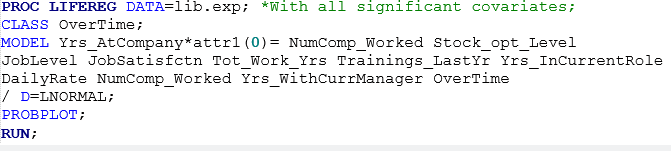 PROC LIFEREG DATA=lib.exp; *With all significant covariates;
CLASS OverTime;
MODEL Yrs_AtCompany*attr1(0)= NumComp_Worked Stock_opt_Level
JobLevel JobSatisfctn Tot_Work_Yrs Trainings_LastYr Yrs_InCurrentRole
DailyRate NumComp_Worked Yrs_WithCurrManager OverTime
/ D=LNORMAL;
PROBPLOT;
RUN;